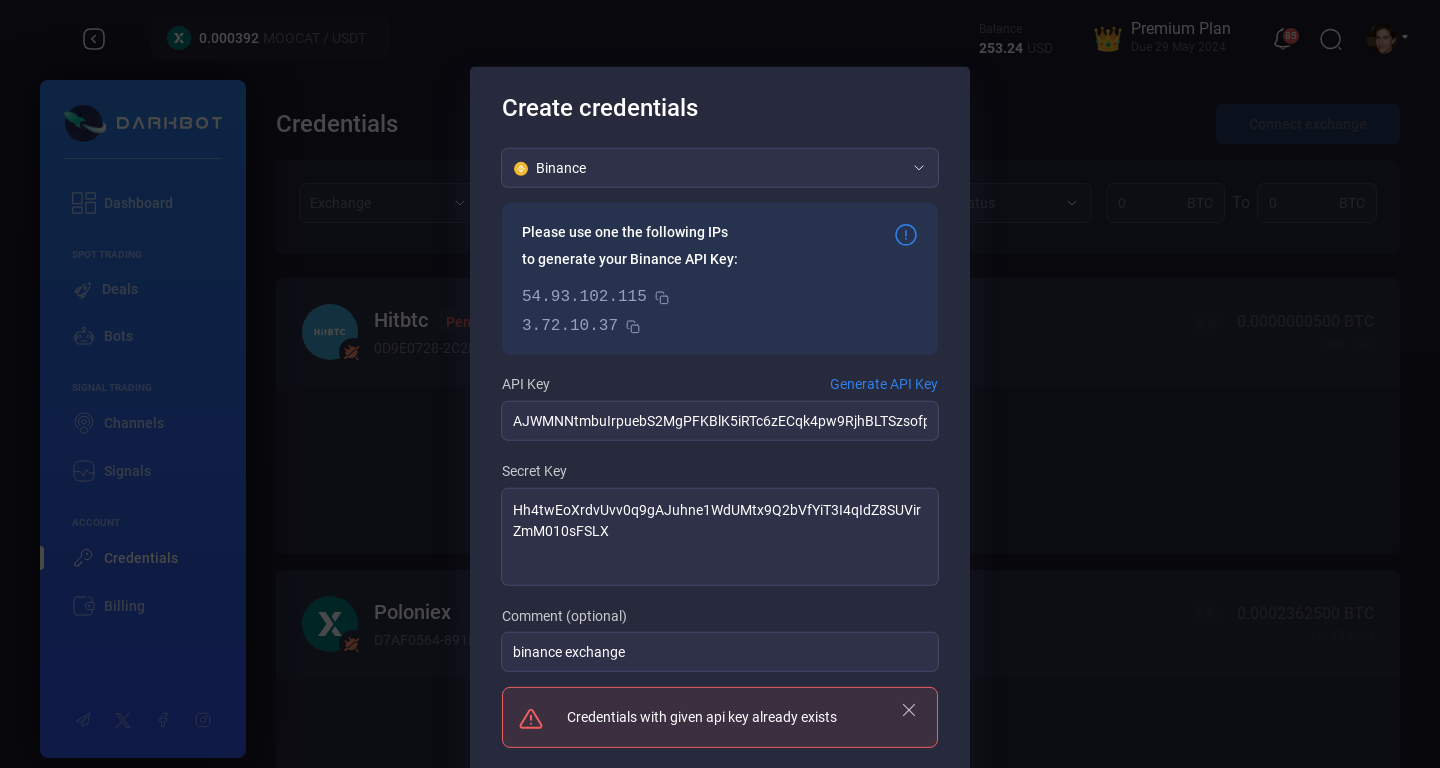 0.000392 MOOCAT / USDT
Balance
253.24 USD
Premium Plan
Due 29 May 2024
85
DARKBOT
Dashboard
SPOT TRADING
Deals
Bots
SIGNAL TRADING
Channels
Signals
ACCOUNT
Credentials
Billing
Credentials
Connect exchange
Exchange
atus
0 BTC To 0 BTC
HitBTC
Hitbtc
Pen
0D9E0728-2C2
0.0000000500 BTC
Poloniex
D7AF0564-891
0.0002362500 BTC
Create credentials
Binance
Please use one the following IPs
to generate your Binance API Key:
54.93.102.115
3.72.10.37
API Key
Generate API Key
AJWMNNtmbuIrpuebS2MgPFKBlK5iRTc6zECqk4pw9RjhBLTSzsofp
Secret Key
Hh4twEoXrdvUvv0q9gAJuhne1WdUMtx9Q2bVfYiT3I4qIdZ8SUVir
ZmM010sFSLX
Comment (optional)
binance exchange
Credentials with given api key already exists